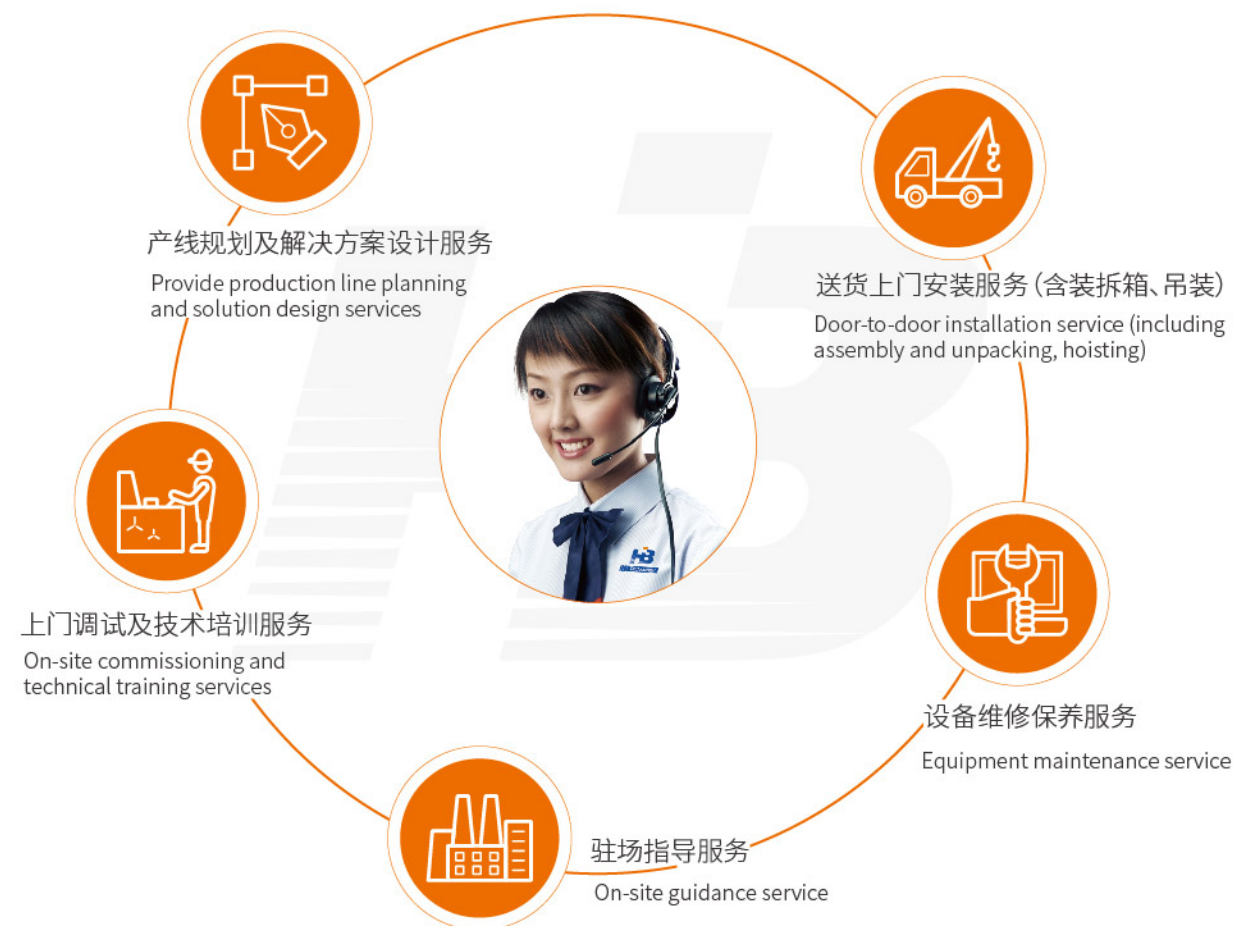 产线规划及解决方案设计服务
Provide production line planning
and solution design services
送货上门安装服务（含装拆箱、吊装）
Door-to-door installation service (including
assembly and unpacking, hoisting)
上门调试及技术培训服务
On-site commissioning and
technical training services
设备维修保养服务
Equipment maintenance service
驻场指导服务
On-site guidance service
HB
HB